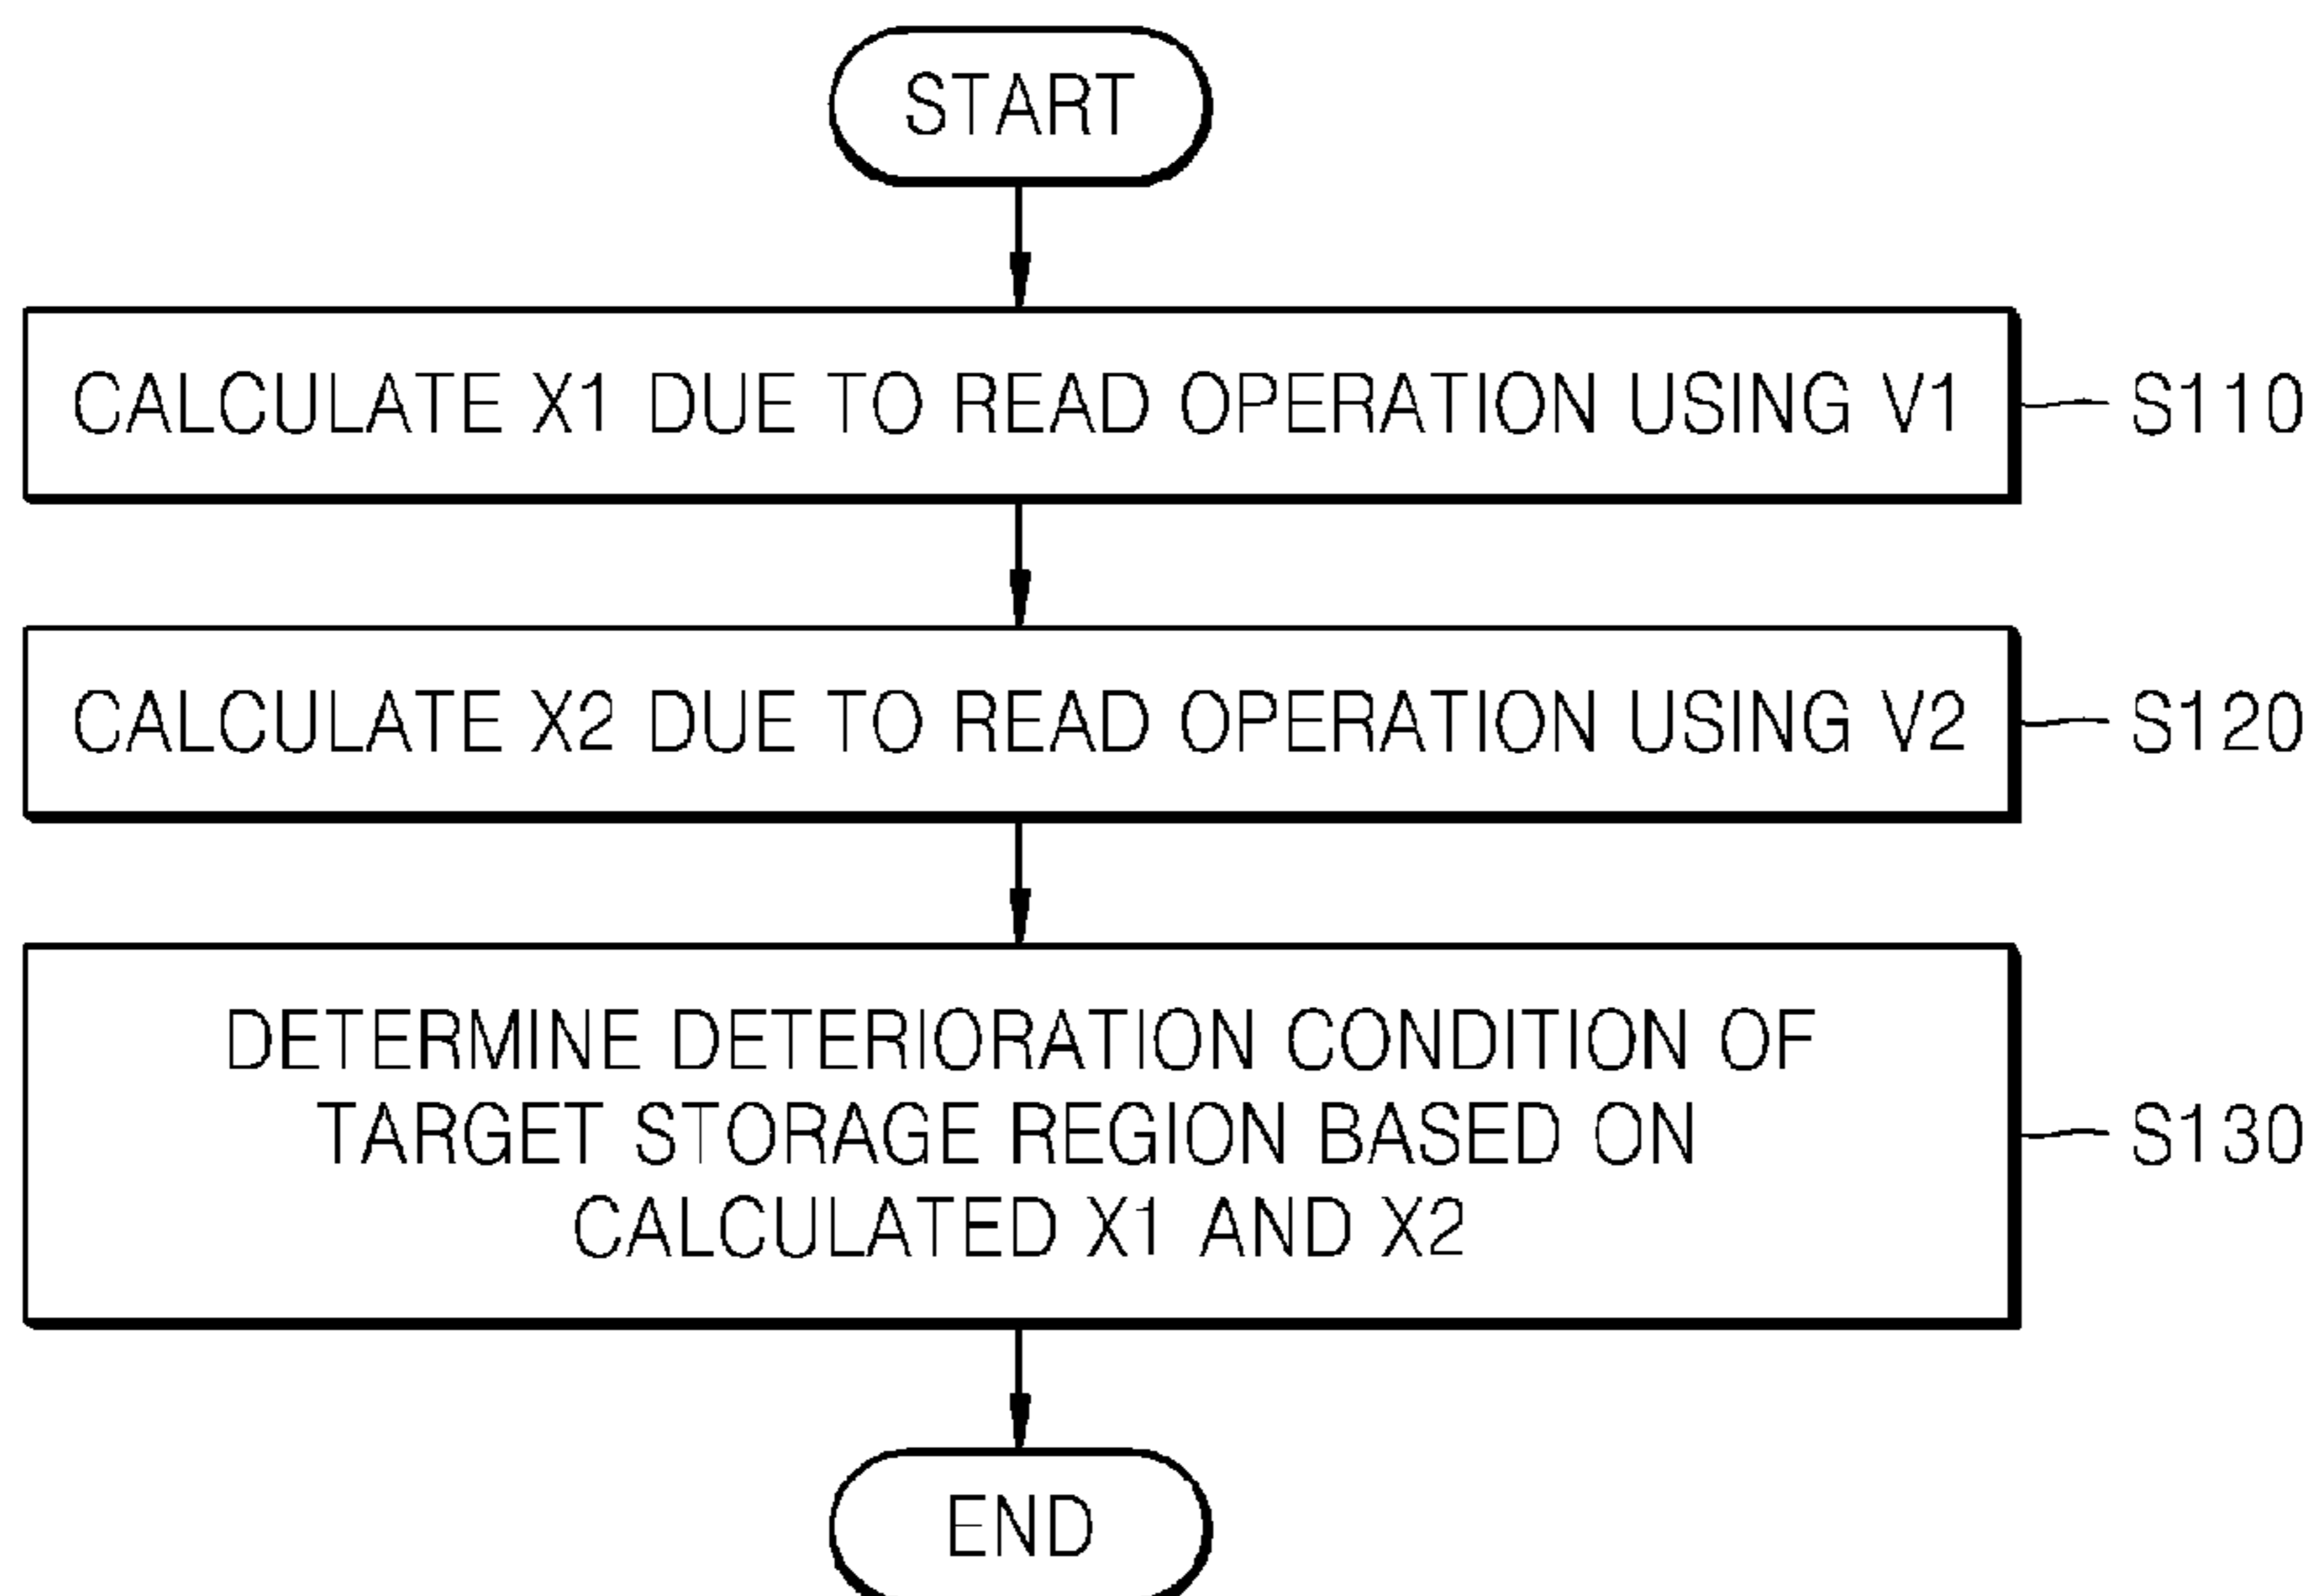 START
CALCULATE X1 DUE TO READ OPERATION USING V1
S110
CALCULATE X2 DUE TO READ OPERATION USING V2
S120
DETERMINE DETERIORATION CONDITION OF
TARGET STORAGE REGION BASED ON
CALCULATED X1 AND X2
S130
END